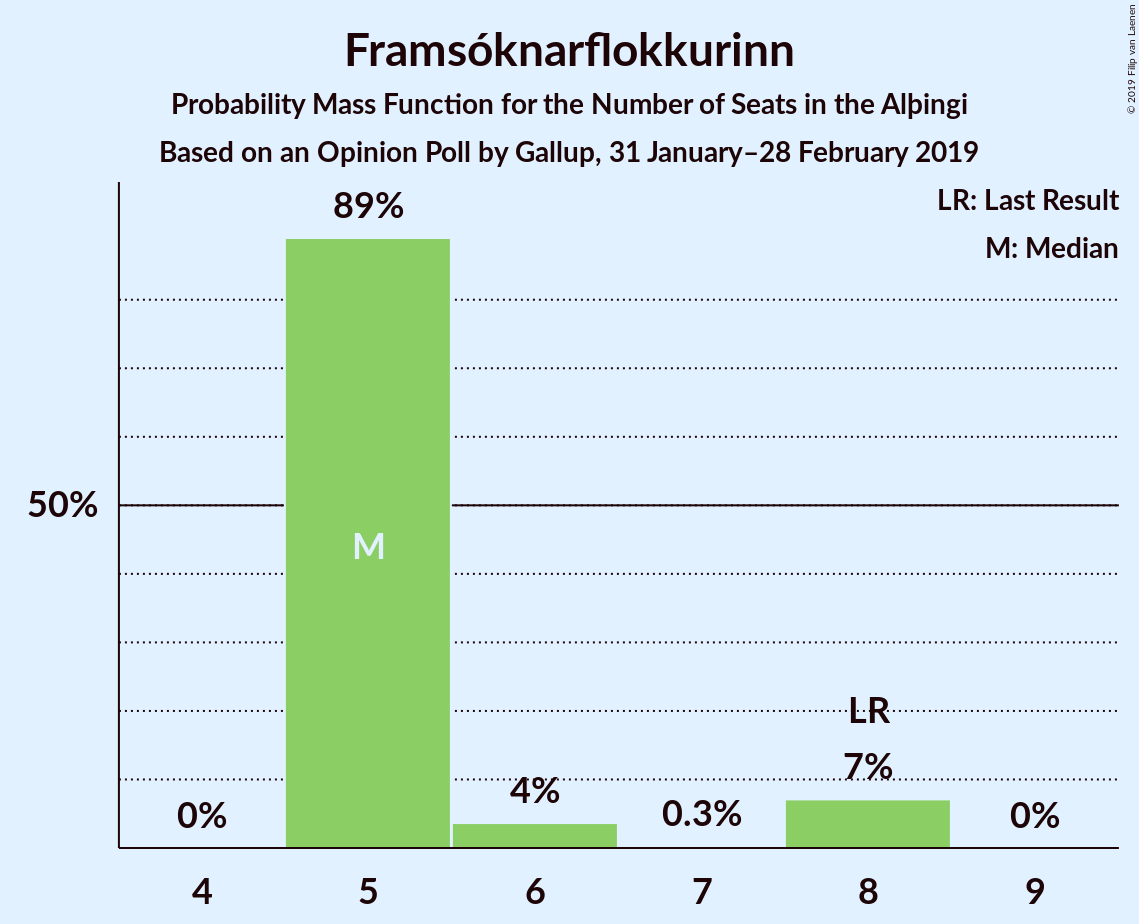 Framsóknarflokkurinn
Probability Mass Function for the Number of Seats in the Alþingi
Based on an Opinion Poll by Gallup, 31 January–28 February 2019
© 2019 Filip van Laenen
LR: Last Result
M: Median
89%
50%
M
LR
7%
4%
0%
0.3%
0%
4 5 6 7 8 9